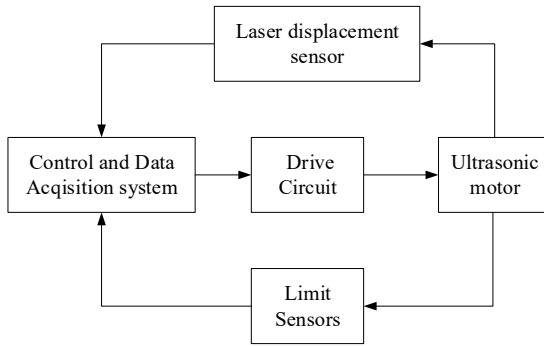 Laser displacement
sensor
Control and Data
Acqisition system
Drive
Circuit
Ultrasonic
motor
Limit
Sensors